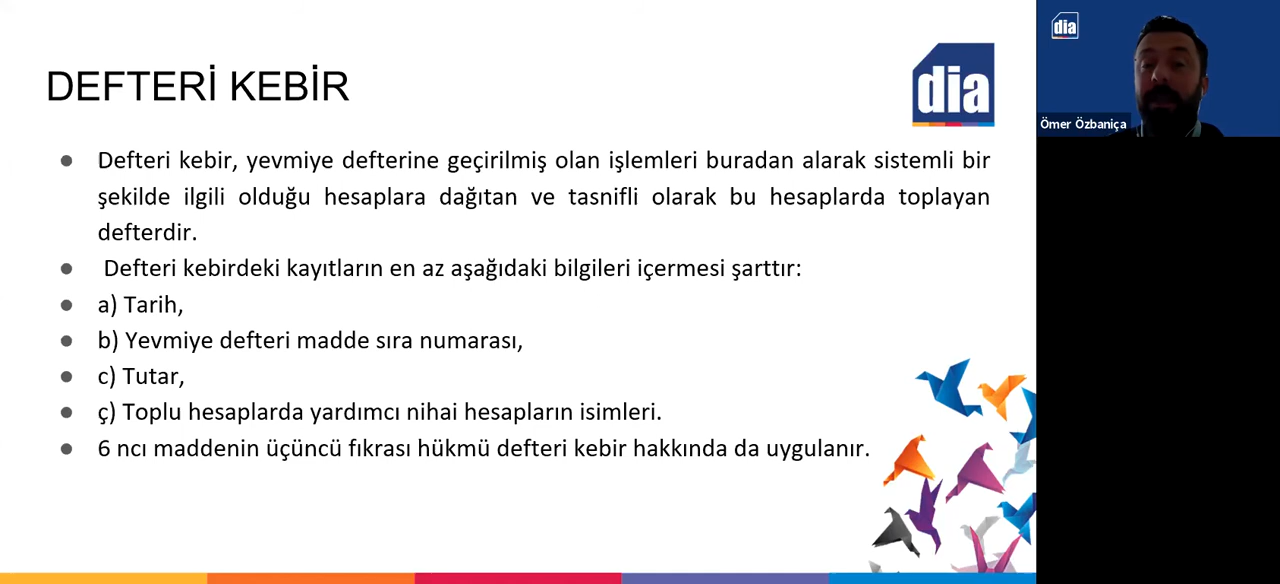 DEFTERİ KEBİR
dia
dia
Ömer Özbaniça
● Defteri kebir, yevmiye defterine geçirilmiş olan işlemleri buradan alarak sistemli bir
şekilde ilgili olduğu hesaplara dağıtan ve tasnifli olarak bu hesaplarda toplayan
defterdir.
● Defteri kebirdeki kayıtların en az aşağıdaki bilgileri içermesi şarttır:
● a) Tarih,
● b) Yevmiye defteri madde sıra numarası,
● c) Tutar,
● ç) Toplu hesaplarda yardımcı nihai hesapların isimleri.
● 6 ncı maddenin üçüncü fıkrası hükmü defteri kebir hakkında da uygulanır.